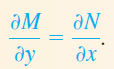 ∂M/∂y = ∂N/∂x.